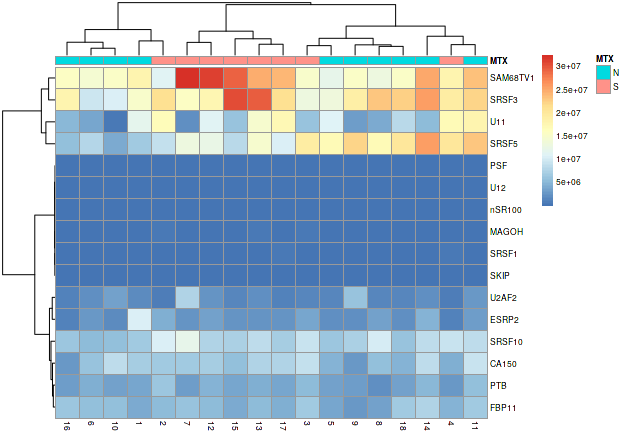 MTX
SAM68TV1
SRSF3
U11
SRSF5
PSF
U12
nSR100
MAGOH
SRSF1
SKIP
U2AF2
ESRP2
SRSF10
CA150
PTB
FBP11
16 6 10 1 2 7 12 15 13 17 3 5 9 8 18 14 4 11
3e+07
2.5e+07
2e+07
1.5e+07
1e+07
5e+06
MTX
N
S